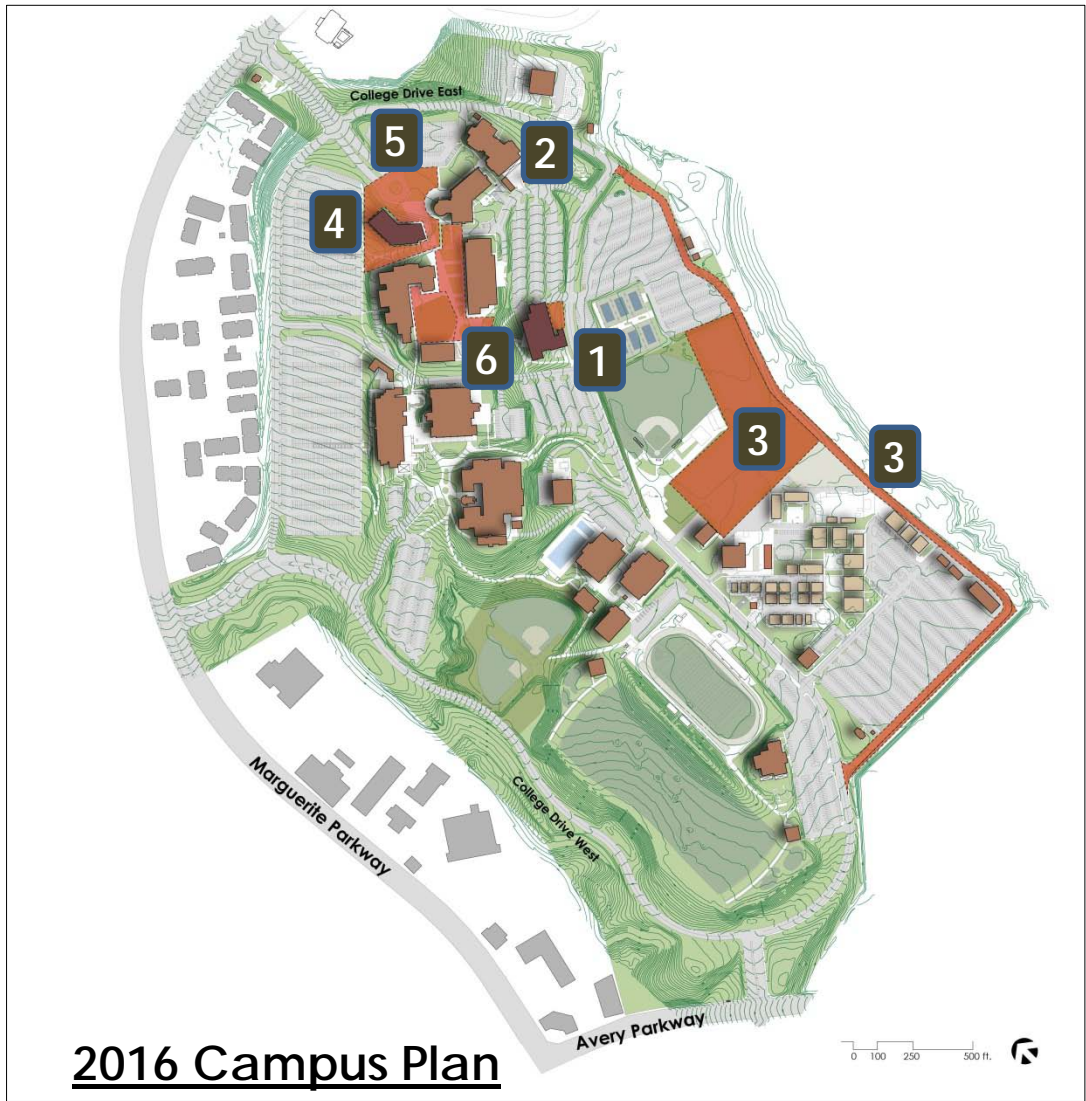 College Drive East
5
2
4
6
1
3
3
Marguerite Parkway
College Drive West
Avery Parkway
0 100 250 500 ft.
2016 Campus Plan